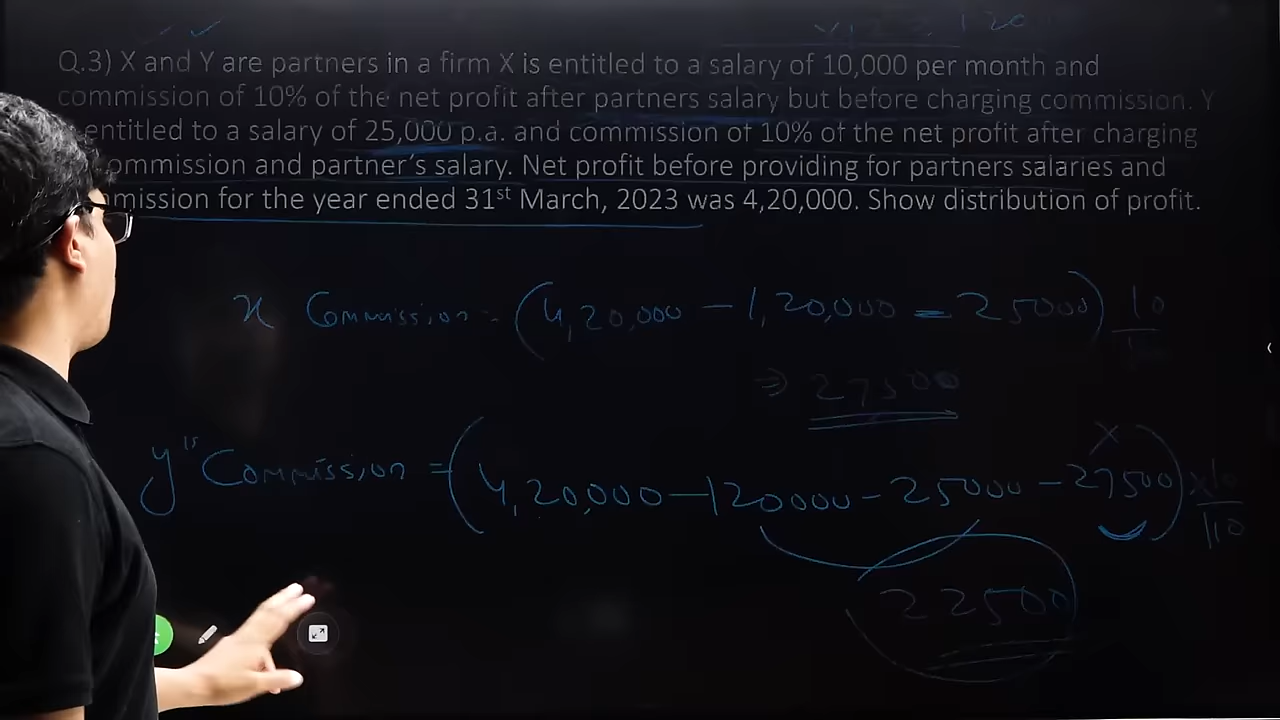 Q.3) X and Y are partners in a firm X is entitled to a salary of 10,000 per month and
commission of 10% of the net profit after partners salary but before charging commission. Y
entitled to a salary of 25,000 p.a. and commission of 10% of the net profit after charging
ommission and partner's salary. Net profit before providing for partners salaries and
mission for the year ended 31st March, 2023 was 4,20,000. Show distribution of profit.
x Commission = (4,20,000 - 1,20,000 = 25000) 10
⇒ 27500
y's Commission = (4,20,000 - 120000 - 25000 - 27500) x10/110
x
22500